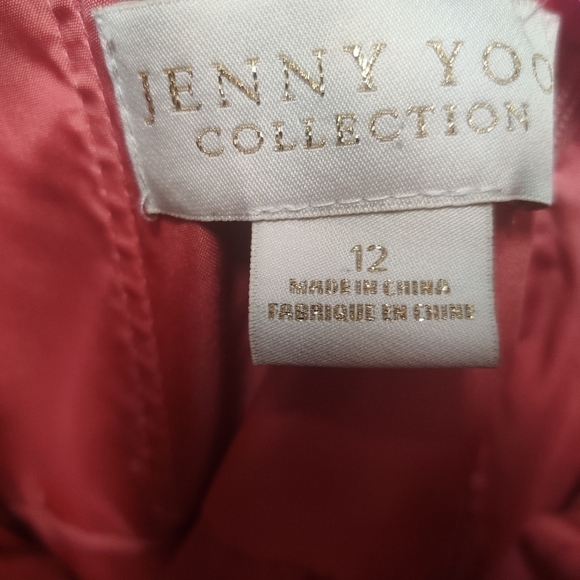 JENNY YOO
COLLECTION
12
MADE IN CHINA
FABRIQUE EN CHINE